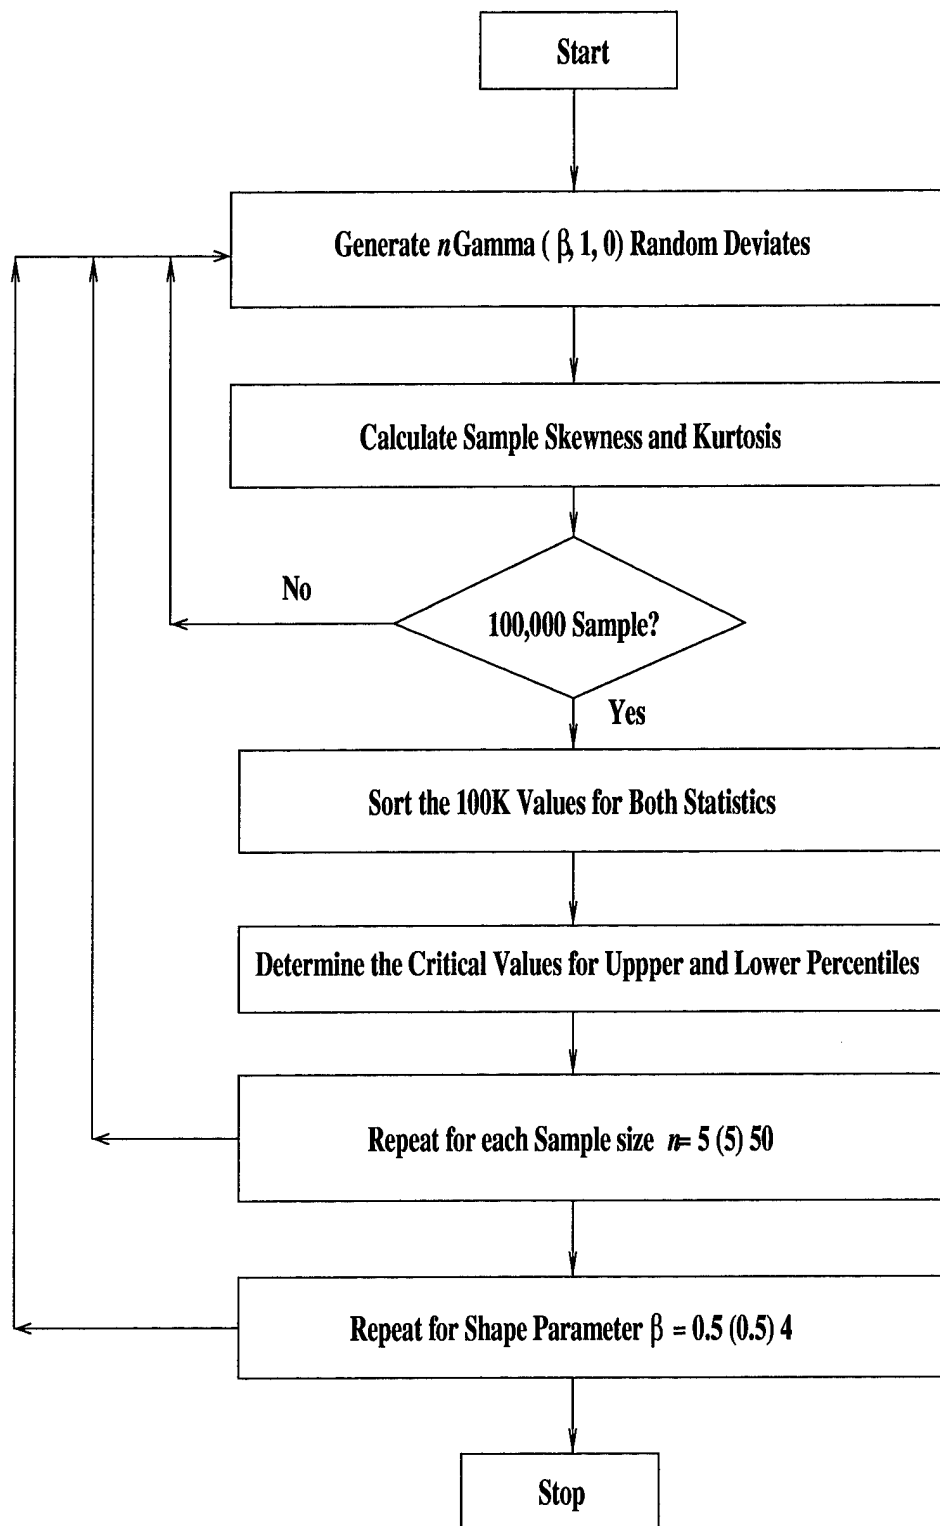 Start
Generate n Gamma ( β, 1, 0) Random Deviates
Calculate Sample Skewness and Kurtosis
No
100,000 Sample?
Yes
Sort the 100K Values for Both Statistics
Determine the Critical Values for Uppper and Lower Percentiles
Repeat for each Sample size n= 5 (5) 50
Repeat for Shape Parameter β = 0.5 (0.5) 4
Stop